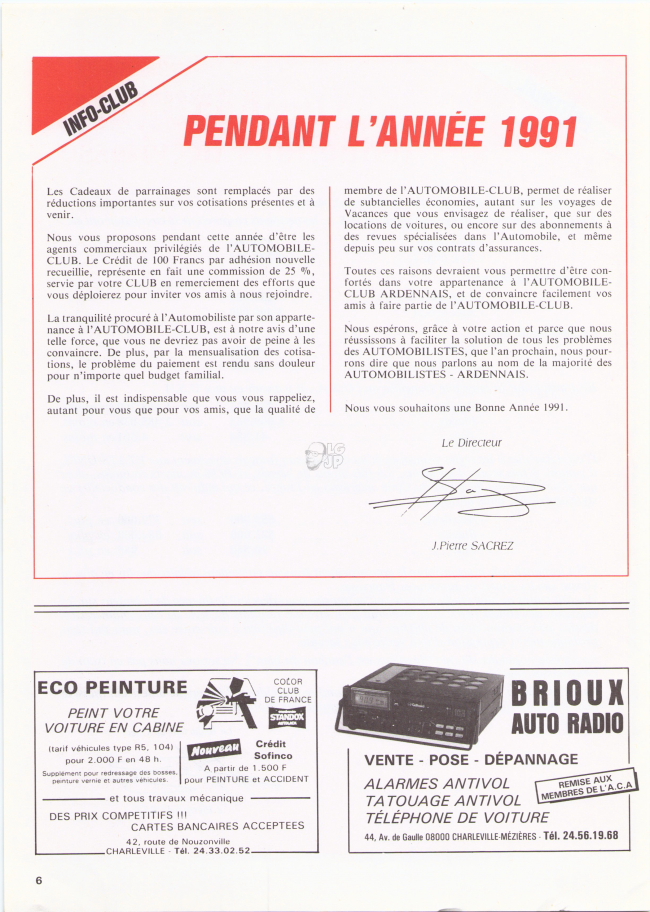 INFO-CLUB
PENDANT L'ANNÉE 1991
Les Cadeaux de parrainages sont remplacés par des
réductions importantes sur vos cotisations présentes et à
venir.
Nous vous proposons pendant cette année d'être les
agents commerciaux privilégiés de l'AUTOMOBILE-
CLUB. Le Crédit de 100 Francs par adhésion nouvelle
recueillie, représente en fait une commission de 25 %,
servie par votre CLUB en remerciement des efforts que
vous déploierez pour inviter vos amis à nous rejoindre.
La tranquilité procuré à l'Automobiliste par son apparte-
nance à l'AUTOMOBILE-CLUB, est à notre avis d'une
telle force, que vous ne devriez pas avoir de peine à les
convaincre. De plus, par la mensualisation des cotisa-
tions, le problème du paiement est rendu sans douleur
pour n'importe quel budget familial.
De plus, il est indispensable que vous vous rappeliez,
autant pour vous que pour vos amis, que la qualité de
membre de l'AUTOMOBILE-CLUB, permet de réaliser
de subtancielles économies, autant sur les voyages de
Vacances que vous envisagez de réaliser, que sur des
locations de voitures, ou encore sur des abonnements à
des revues spécialisées dans l'Automobile, et même
depuis peu sur vos contrats d'assurances.
Toutes ces raisons devraient vous permettre d'être con-
fortés dans votre appartenance à l'AUTOMOBILE-
CLUB ARDENNAIS, et de convaincre facilement vos
amis à faire partie de l'AUTOMOBILE-CLUB.
Nous espérons, grâce à votre action et parce que nous
réussissons à faciliter la solution de tous les problèmes
des AUTOMOBILISTES, que l'an prochain, nous pour-
rons dire que nous parlons au nom de la majorité des
AUTOMOBILISTES - ARDENNAIS.
Nous vous souhaitons une Bonne Année 1991.
Le Directeur
LG
JP
J.Pierre SACREZ
ECO PEINTURE
PEINT VOTRE
VOITURE EN CABINE
(tarif véhicules type R5, 104)
pour 2.000 F en 48 h.
Supplément pour redressage des bosses,
peinture vernie et autres véhicules.
COLOR
CLUB
DE FRANCE
STANDOX
Nouveau
Crédit
Sofinco
A partir de 1.500 F
pour PEINTURE et ACCIDENT
et tous travaux mécanique
DES PRIX COMPETITIFS !!!
CARTES BANCAIRES ACCEPTEES
42, route de Nouzonville
CHARLEVILLE - Tél. 24.33.02.52
BRIOUX
AUTO RADIO
VENTE - POSE - DÉPANNAGE
ALARMES ANTIVOL
TATOUAGE ANTIVOL
TÉLÉPHONE DE VOITURE
REMISE AUX
MEMBRES DE L'A.C.A
44, Av. de Gaulle 08000 CHARLEVILLE-MÉZIÈRES - Tél. 24.56.19.68
6